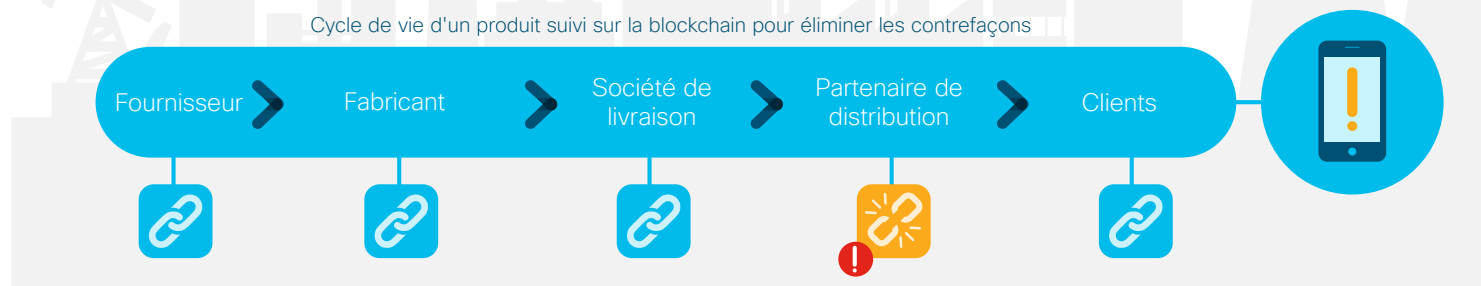 Cycle de vie d'un produit suivi sur la blockchain pour éliminer les contrefaçons
Fournisseur
Fabricant
Société de
livraison
Partenaire de
distribution
Clients